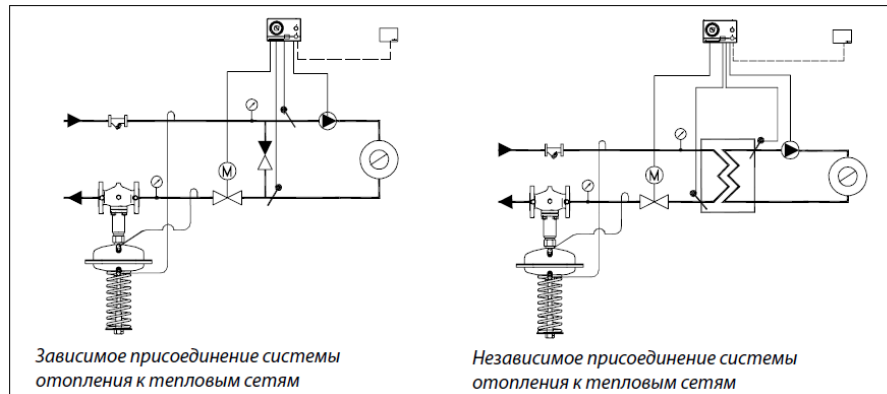 M
M
Зависимое присоединение системы
отопления к тепловым сетям
Независимое присоединение системы
отопления к тепловым сетям